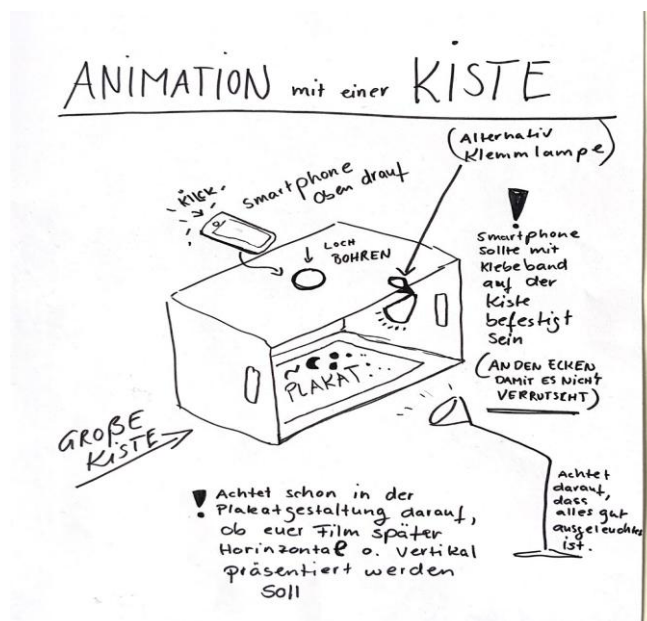 ANIMATION mit einer KISTE
(Alternativ
Klemmlampe)
KLICK.
smartphone
oben drauf
LOCH
BOHREN
!
smartphone
sollte mit
Klebeband
auf der
Kiste
befestigt
sein
(AN DEN ECKEN
DAMIT ES NICHT
VERRUTSCHT)
PLAKAT
GROßE
KISTE
! Achtet schon in der
Plakatgestaltung darauf,
ob euer Film später
Horinzontal o. Vertikal
präsentiert werden
soll
Achtet
darauf,
dass
alles gut
ausgeleuchtet
ist.